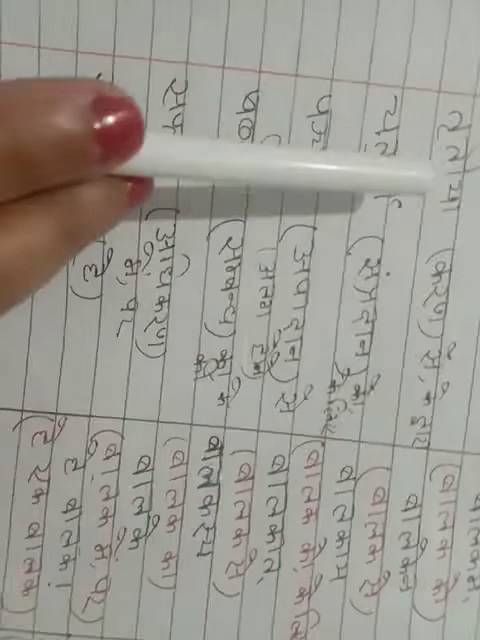 तृतीया (करण) से, के द्वारा
(संप्रदान) के लिए
(अपादान) से
अलग होना
(सम्बन्ध) का, के, की
(अधिकरण)
में, पर
(बालक को)
बालकेन
(बालक से)
बालकाय
(बालक के लिए)
बालकात्
(बालक से)
बालकस्य
(बालक का)
बालके
(बालक में, पर)
हे बालक!
(हे एक बालक)